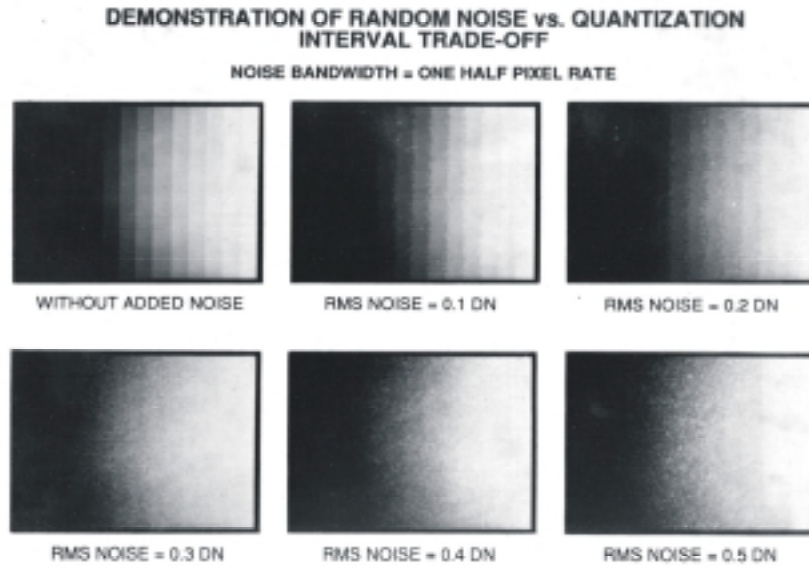 DEMONSTRATION OF RANDOM NOISE vs. QUANTIZATION
INTERVAL TRADE-OFF
NOISE BANDWIDTH = ONE HALF PIXEL RATE
WITHOUT ADDED NOISE
RMS NOISE = 0.1 DN
RMS NOISE = 0.2 DN
RMS NOISE = 0.3 DN
RMS NOISE = 0.4 DN
RMS NOISE = 0.5 DN